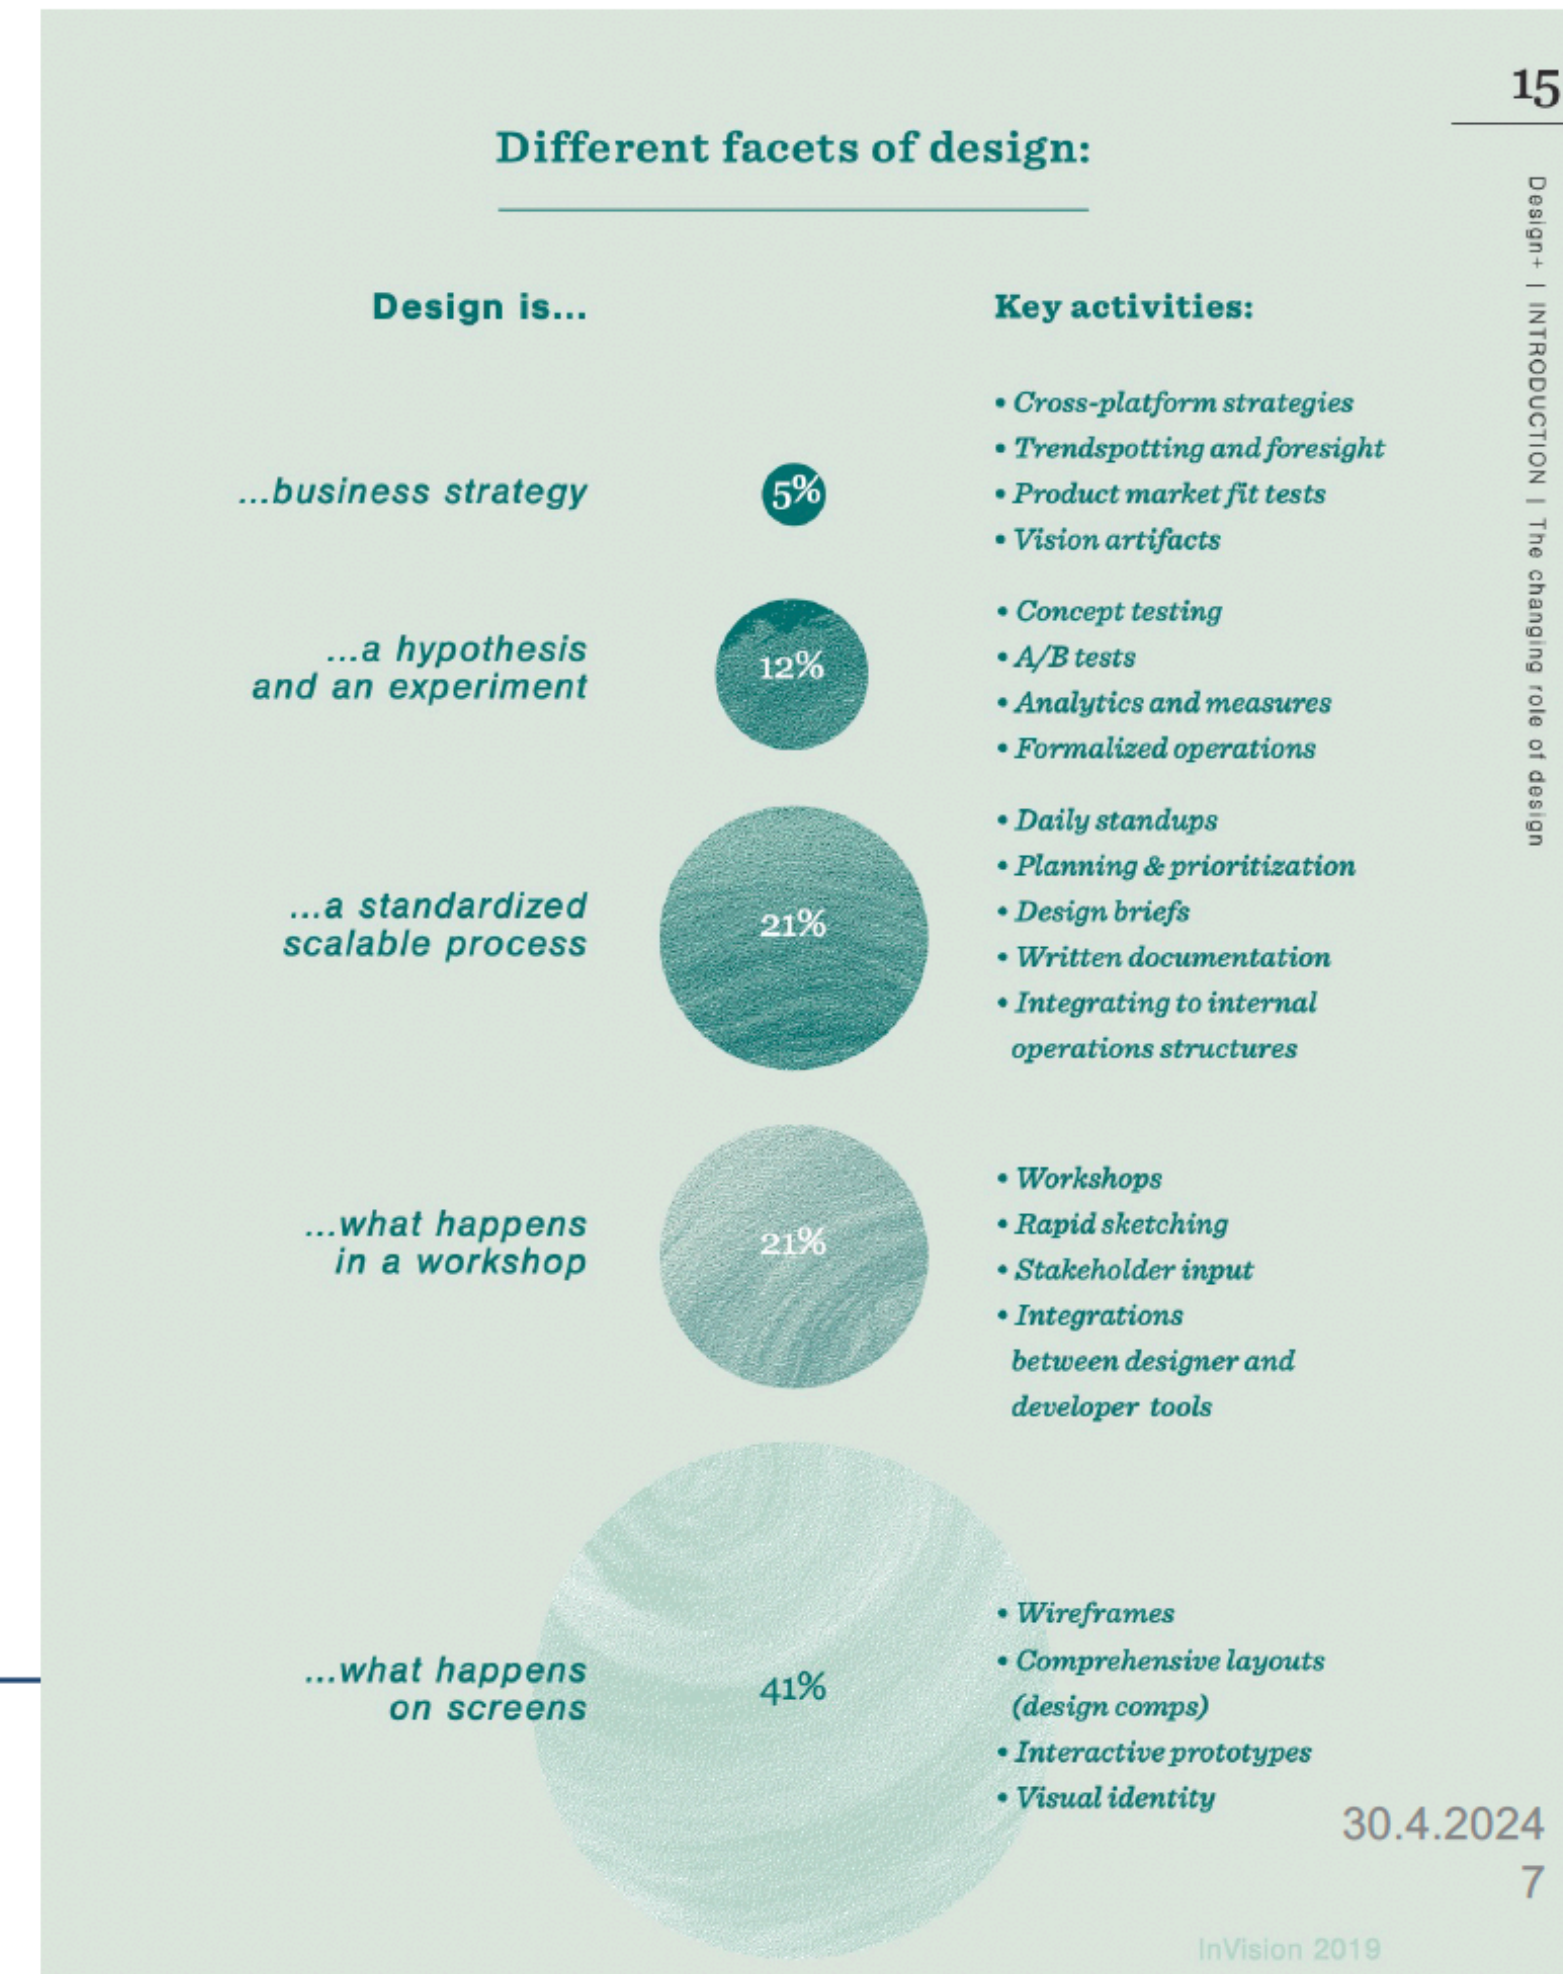 15
Design+ | INTRODUCTION | The changing role of design
Different facets of design:
Design is...
Key activities:
...business strategy
5%
• Cross-platform strategies
• Trendspotting and foresight
• Product market fit tests
• Vision artifacts
...a hypothesis
and an experiment
12%
• Concept testing
• A/B tests
• Analytics and measures
• Formalized operations
...a standardized
scalable process
21%
• Daily standups
• Planning & prioritization
• Design briefs
• Written documentation
• Integrating to internal
operations structures
...what happens
in a workshop
21%
• Workshops
• Rapid sketching
• Stakeholder input
• Integrations
between designer and
developer tools
...what happens
on screens
41%
• Wireframes
• Comprehensive layouts
(design comps)
• Interactive prototypes
• Visual identity
30.4.2024
7
InVision 2019